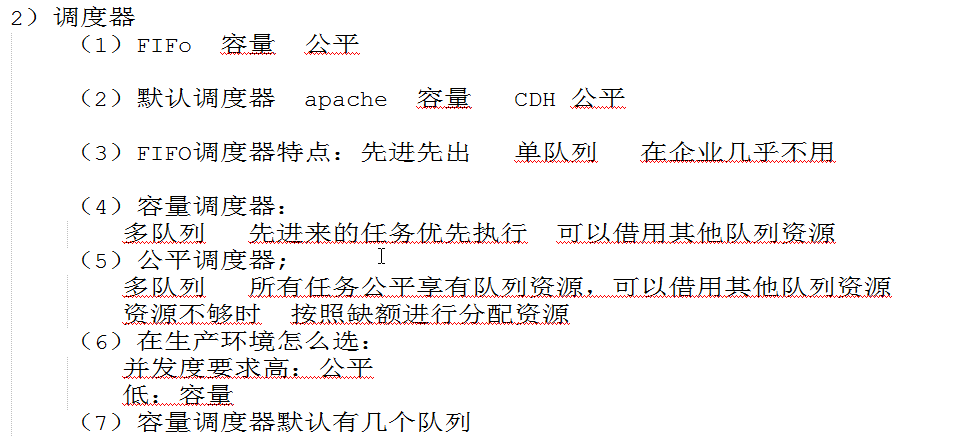 2）调度器
（1）FIFo 容量 公平
（2）默认调度器 apache 容量 CDH 公平
（3）FIFO调度器特点：先进先出 单队列 在企业几乎不用
（4）容量调度器：
多队列 先进来的任务优先执行 可以借用其他队列资源
（5）公平调度器;
多队列 所有任务公平享有队列资源，可以借用其他队列资源
资源不够时 按照缺额进行分配资源
（6）在生产环境怎么选：
并发度要求高：公平
低：容量
（7）容量调度器默认有几个队列